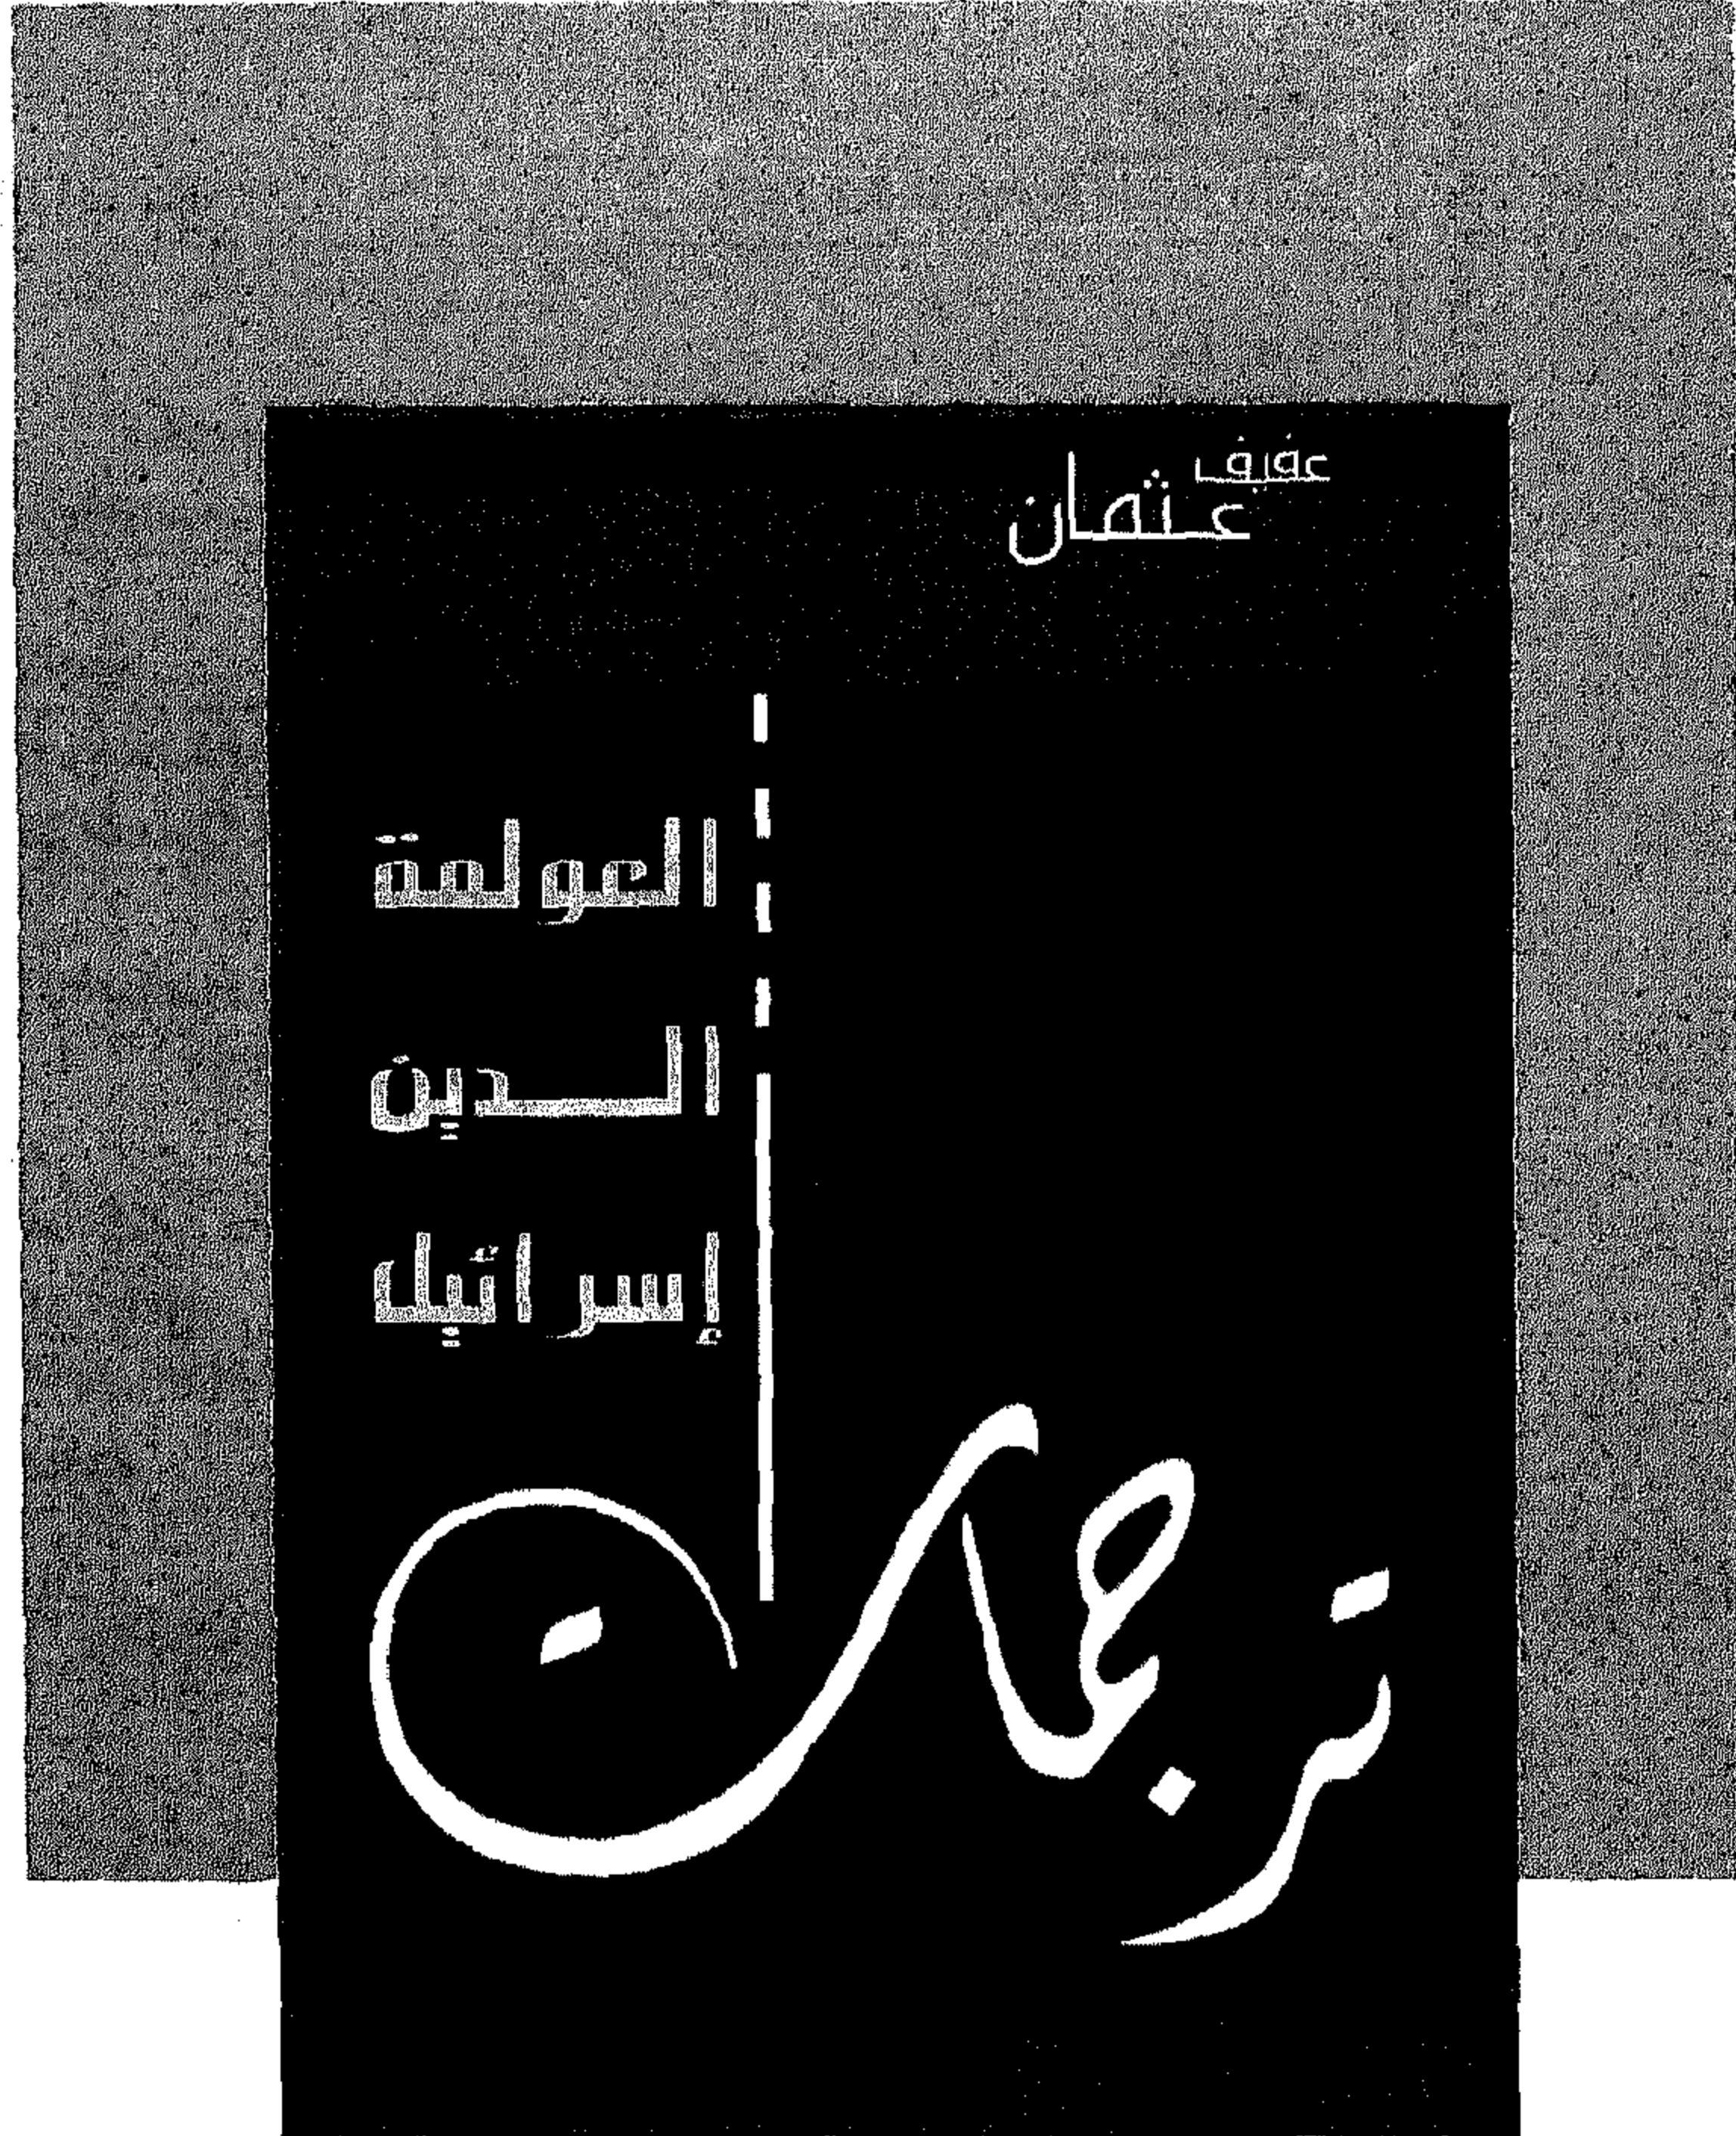 عفيف
عثمان
العولمة
الدين
إسرائيل
ترجمات